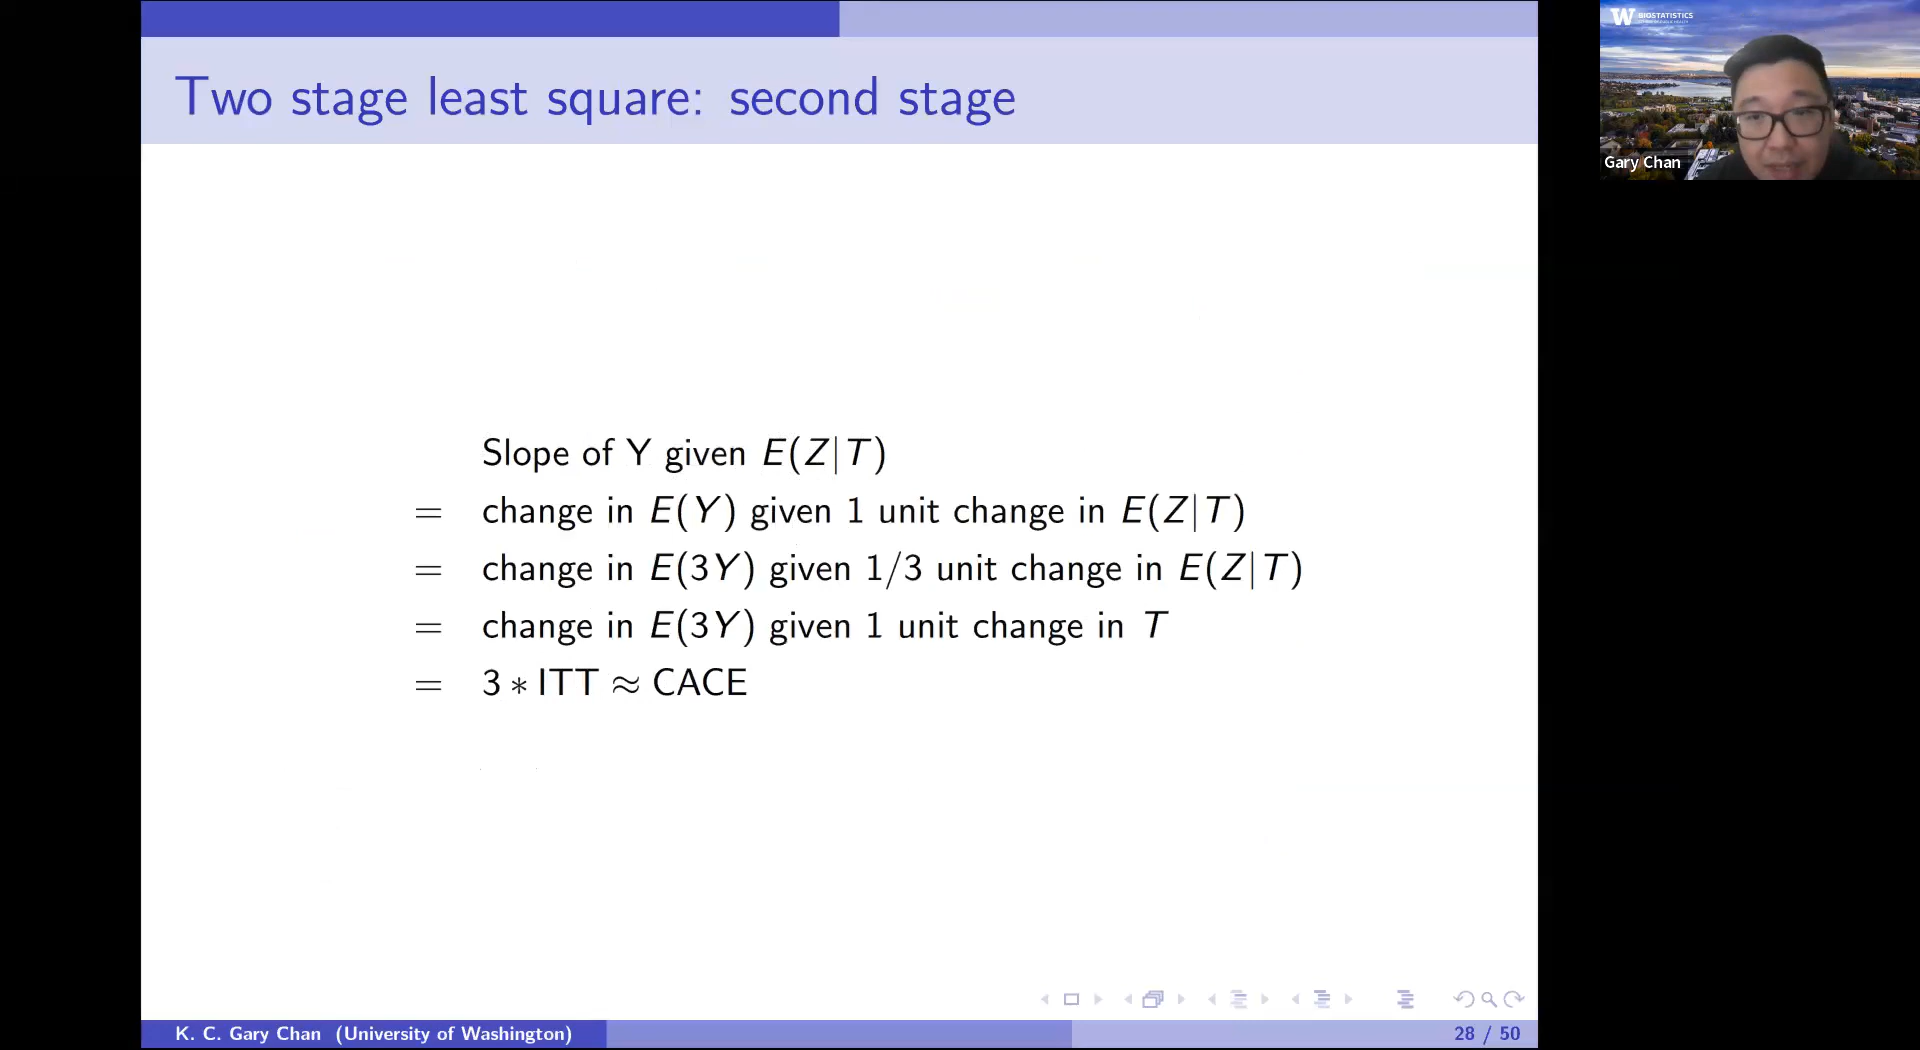 Two stage least square: second stage
Slope of Y given E(Z|T)
= change in E(Y) given 1 unit change in E(Z|T)
= change in E(3Y) given 1/3 unit change in E(Z|T)
= change in E(3Y) given 1 unit change in T
= 3 ∗ ITT ≈ CACE
K. C. Gary Chan (University of Washington)
28 / 50
W BIOSTATISTICS
Gary Chan